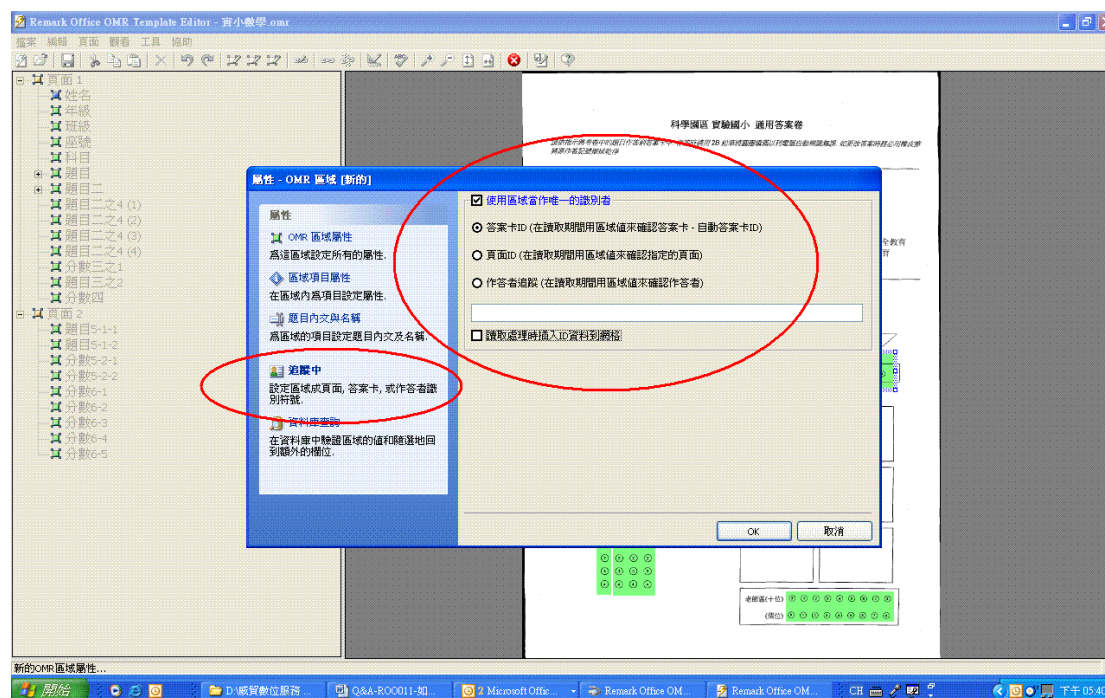 Remark Office OMR Template Editor - 實小數學.omr
檔案 編輯 頁面 觀看 工具 協助
頁面 1
姓名
年級
班級
座號
科目
題目
題目二
題目二之4 (1)
題目二之4 (2)
題目二之4 (3)
題目二之4 (4)
分數三之1
題目三之2
分數四
頁面 2
題目5-1-1
題目5-1-2
分數5-2-1
分數5-2-2
分數6-1
分數6-2
分數6-3
分數6-4
分數6-5
科學園區 實驗國小 適用答案卷
屬性 - OMR 區域 [新的]
屬性
OMR 區域屬性
為這區域設定所有的屬性.
區域項目屬性
在區域內為項目設定屬性.
題目內文與名稱
為區域的項目設定題目內文及名稱.
追蹤中
設定區域成頁面, 答案卡, 或作答者識
別符號.
資料庫查詢
在資料庫中驗證區域的值和隨選地回
到額外的欄位.
使用區域當作唯一的識別者
答案卡ID (在讀取期間用區域值來確認答案卡 - 自動答案卡ID)
頁面ID (在讀取期間用區域值來確認指定的頁面)
作答者追蹤 (在讀取期間用區域值來確認作答者)
讀取處理時插入ID資料到網格
OK 取消
全教育
育
老師區(十位)
(個位)
新的OMR區域屬性...
開始
D:\威貿數位服務 ...
Q&A-ROO011-如...
2 Microsoft Offic...
Remark Office OM...
Remark Office OM...
CH
下午 05:40